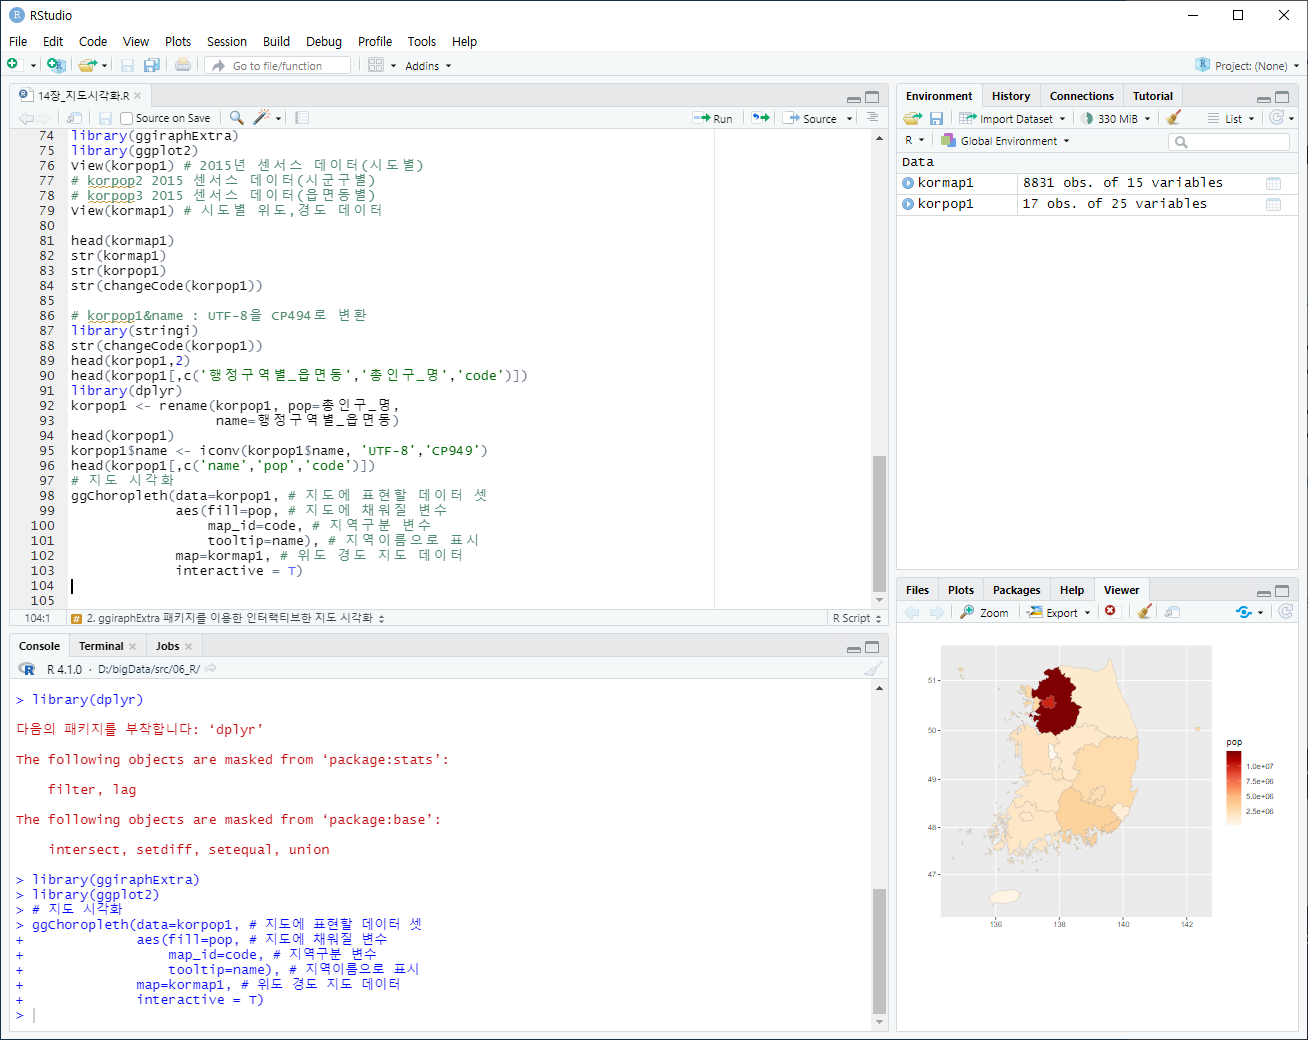 RStudio
File Edit Code View Plots Session Build Debug Profile Tools Help
Go to file/function Addins Project: (None)
14장_지도시각화.R
Source on Save Run Source
74 library(ggiraphExtra)
75 library(ggplot2)
76 View(korpop1) # 2015년 센서스 데이터(시도별)
77 # korpop2 2015 센서스 데이터(시군구별)
78 # korpop3 2015 센서스 데이터(읍면동별)
79 View(kormap1) # 시도별 위도,경도 데이터
80
81 head(kormap1)
82 str(kormap1)
83 str(korpop1)
84 str(changeCode(korpop1))
85
86 # korpop1&name : UTF-8을 CP494로 변환
87 library(stringi)
88 str(changeCode(korpop1))
89 head(korpop1,2)
90 head(korpop1[,c('행정구역별_읍면동','총인구_명','code')])
91 library(dplyr)
92 korpop1 <- rename(korpop1, pop=총인구_명,
93 name=행정구역별_읍면동)
94 head(korpop1)
95 korpop1$name <- iconv(korpop1$name, 'UTF-8','CP949')
96 head(korpop1[,c('name','pop','code')])
97 # 지도 시각화
98 ggChoropleth(data=korpop1, # 지도에 표현할 데이터 셋
99 aes(fill=pop, # 지도에 채워질 변수
100 map_id=code, # 지역구분 변수
101 tooltip=name), # 지역이름으로 표시
102 map=kormap1, # 위도 경도 지도 데이터
103 interactive = T)
104
105
104:1 # 2. ggiraphExtra 패키지를 이용한 인터랙티브한 지도 시각화 R Script
Console Terminal Jobs
R 4.1.0 · D:/bigData/src/06_R/
> library(dplyr)
다음의 패키지를 부착합니다: ‘dplyr’
The following objects are masked from ‘package:stats’:
filter, lag
The following objects are masked from ‘package:base’:
intersect, setdiff, setequal, union
> library(ggiraphExtra)
> library(ggplot2)
> # 지도 시각화
> ggChoropleth(data=korpop1, # 지도에 표현할 데이터 셋
+ aes(fill=pop, # 지도에 채워질 변수
+ map_id=code, # 지역구분 변수
+ tooltip=name), # 지역이름으로 표시
+ map=kormap1, # 위도 경도 지도 데이터
+ interactive = T)
>
Environment History Connections Tutorial
Import Dataset 330 MiB List
R Global Environment
Data
kormap1 8831 obs. of 15 variables
korpop1 17 obs. of 25 variables
Files Plots Packages Help Viewer
Zoom Export
51
50
49
48
47
136 138 140 142
pop
1.0e+07
7.5e+06
5.0e+06
2.5e+06